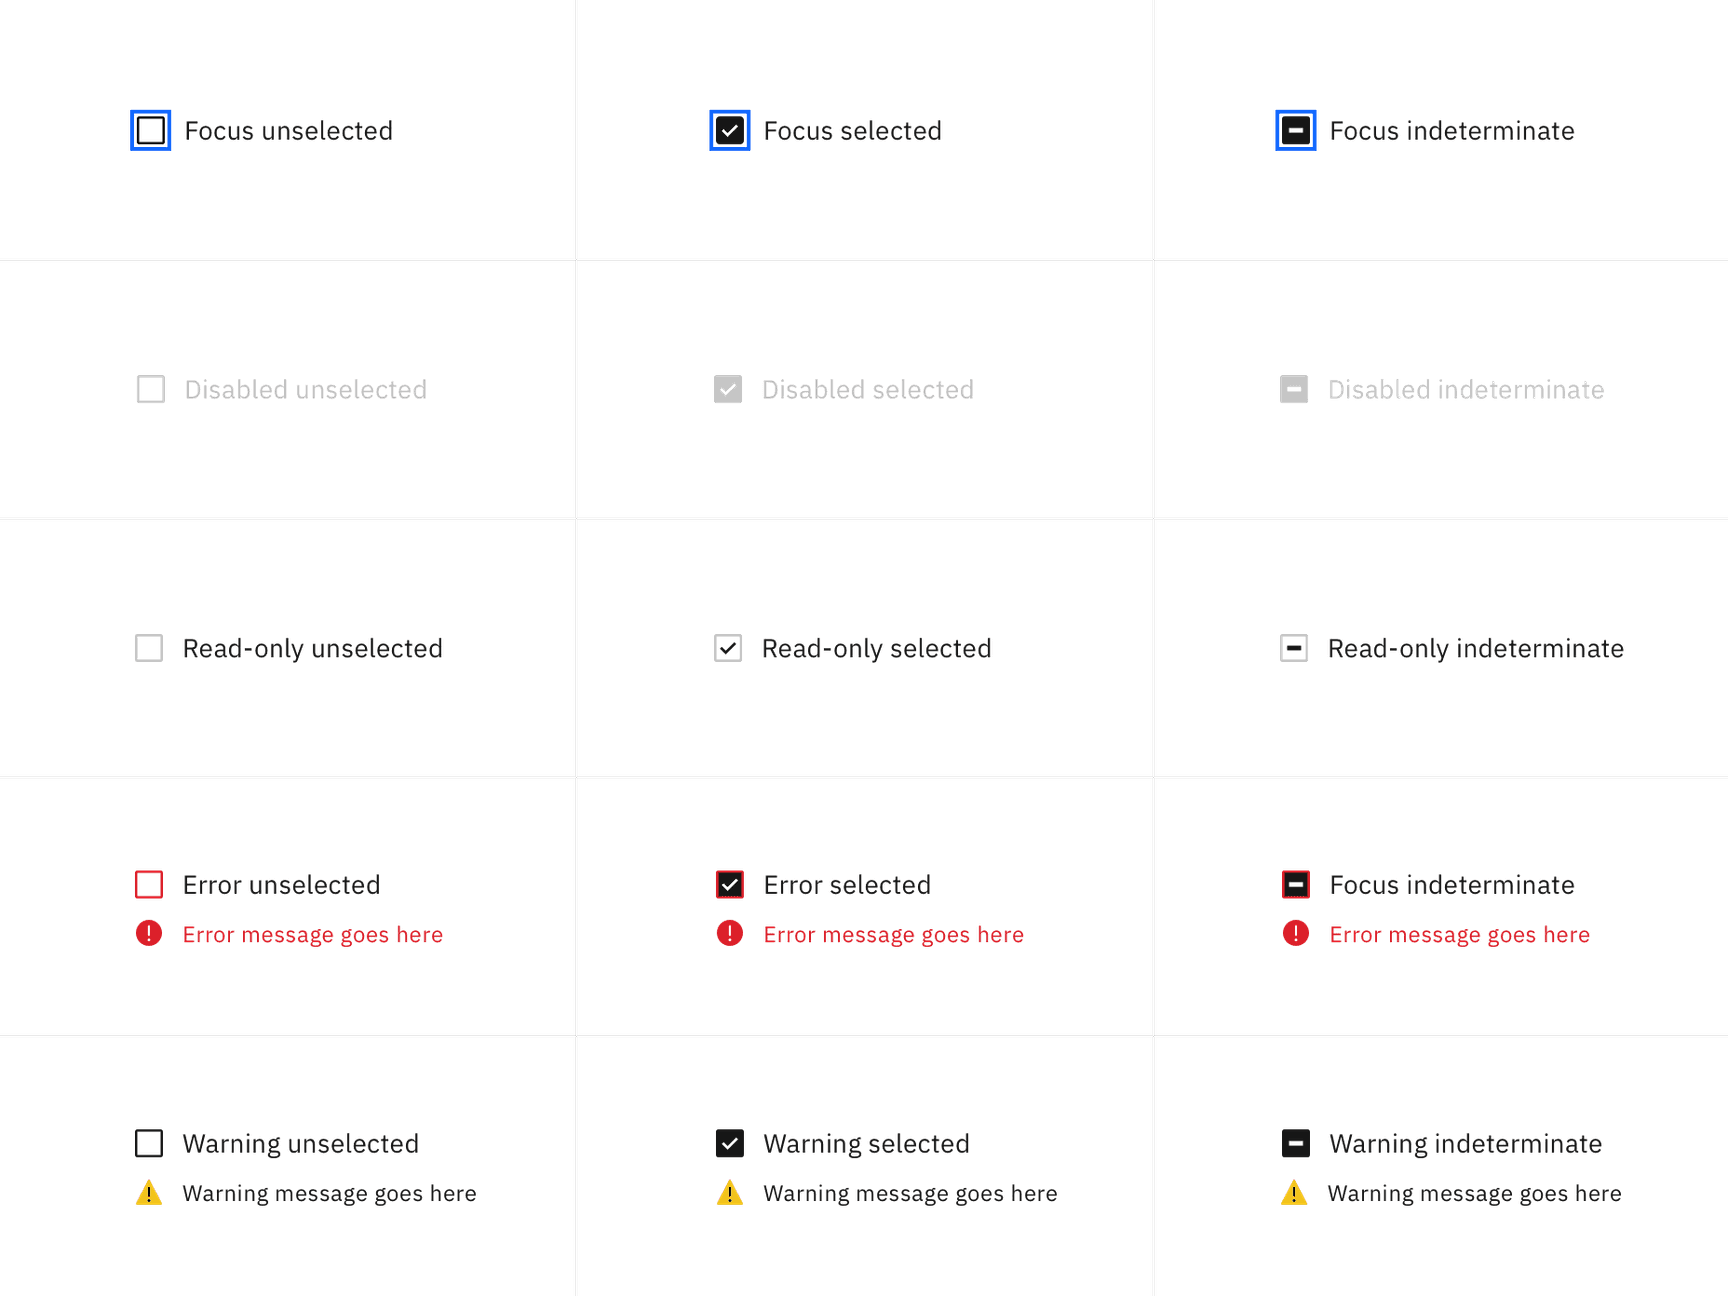 Focus unselected
Focus selected
Focus indeterminate
Disabled unselected
Disabled selected
Disabled indeterminate
Read-only unselected
Read-only selected
Read-only indeterminate
Error unselected
Error message goes here
Error selected
Error message goes here
Focus indeterminate
Error message goes here
Warning unselected
Warning message goes here
Warning selected
Warning message goes here
Warning indeterminate
Warning message goes here